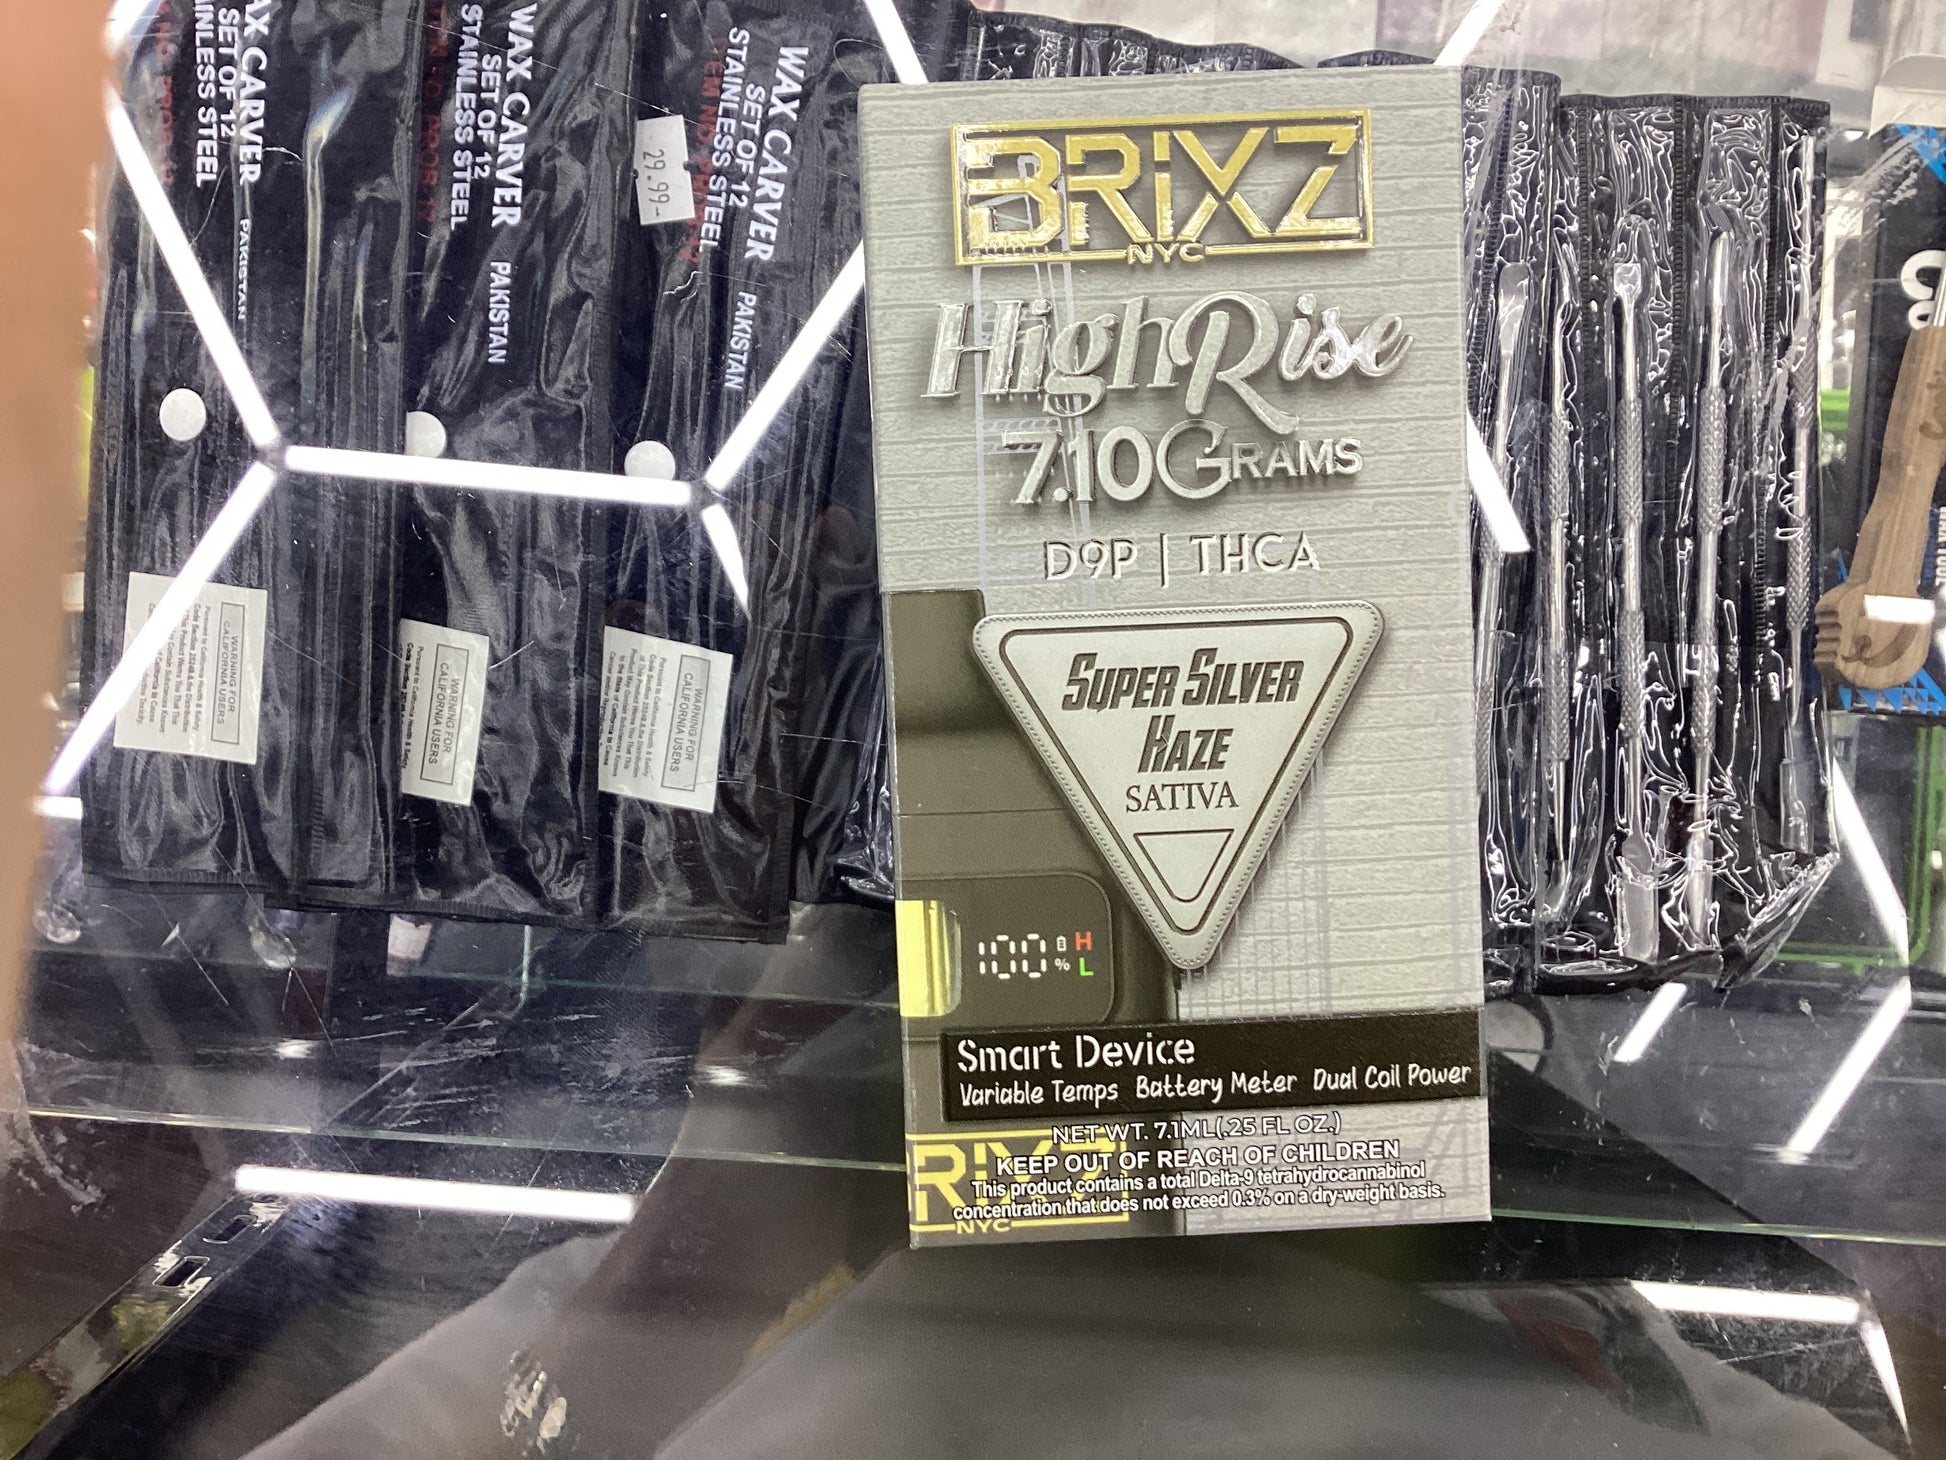 WAX CARVER PAKISTAN
SET OF 12
STAINLESS STEEL
WAX CARVER PAKISTAN
SET OF 12
STAINLESS STEEL
WAX CARVER PAKISTAN
SET OF 12
STAINLESS STEEL
29.99
WARNING FOR
CALIFORNIA USERS
WARNING FOR
CALIFORNIA USERS
WARNING FOR
CALIFORNIA USERS
BRIXZ
NYC
HighRise
7.10GRAMS
D9P | THCA
SUPER SILVER
HAZE
SATIVA
100 % H
L
Smart Device
Variable Temps Battery Meter Dual Coil Power
NET WT. 7.1ML(.25 FL OZ.)
KEEP OUT OF REACH OF CHILDREN
This product contains a total Delta-9 tetrahydrocannabinol
concentration that does not exceed 0.3% on a dry-weight basis.
RIXZ
NYC